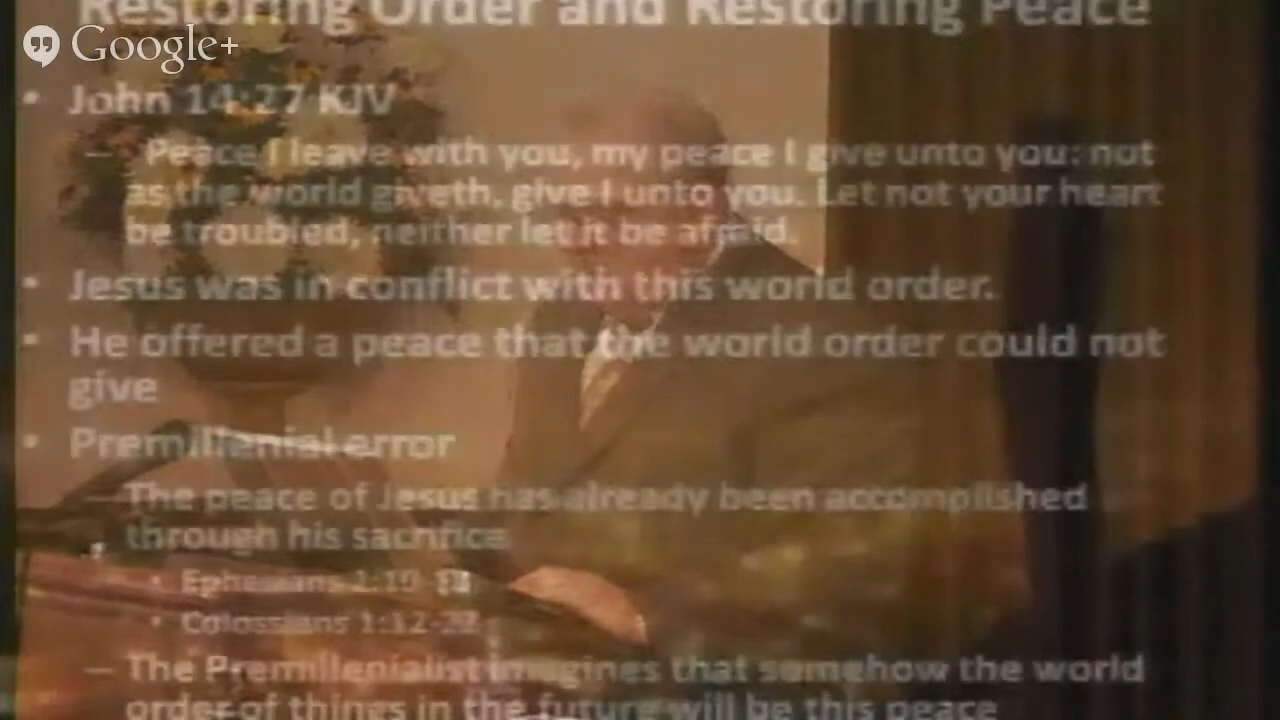 Restoring Order and Restoring Peace
Google+
• John 14:27 KJV
– Peace I leave with you, my peace I give unto you: not
as the world giveth, give I unto you. Let not your heart
be troubled, neither let it be afraid.
• Jesus was in conflict with this world order.
• He offered a peace that the world order could not
give
• Premillenial error
– The peace of Jesus has already been accomplished
through his sacrifice
• Ephesians
• Colossians 1:12-22
– The Premillenialist imagines that somehow the world
order of things in the future will be this peace